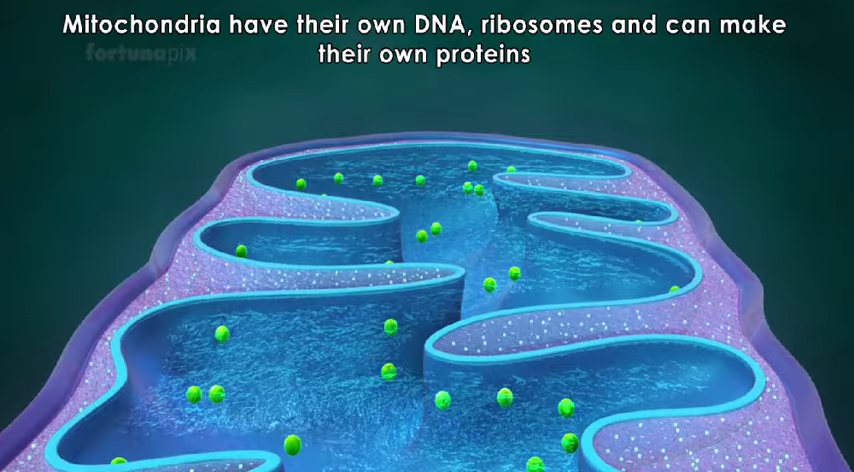 Mitochondria have their own DNA, ribosomes and can make
their own proteins
fortunapix